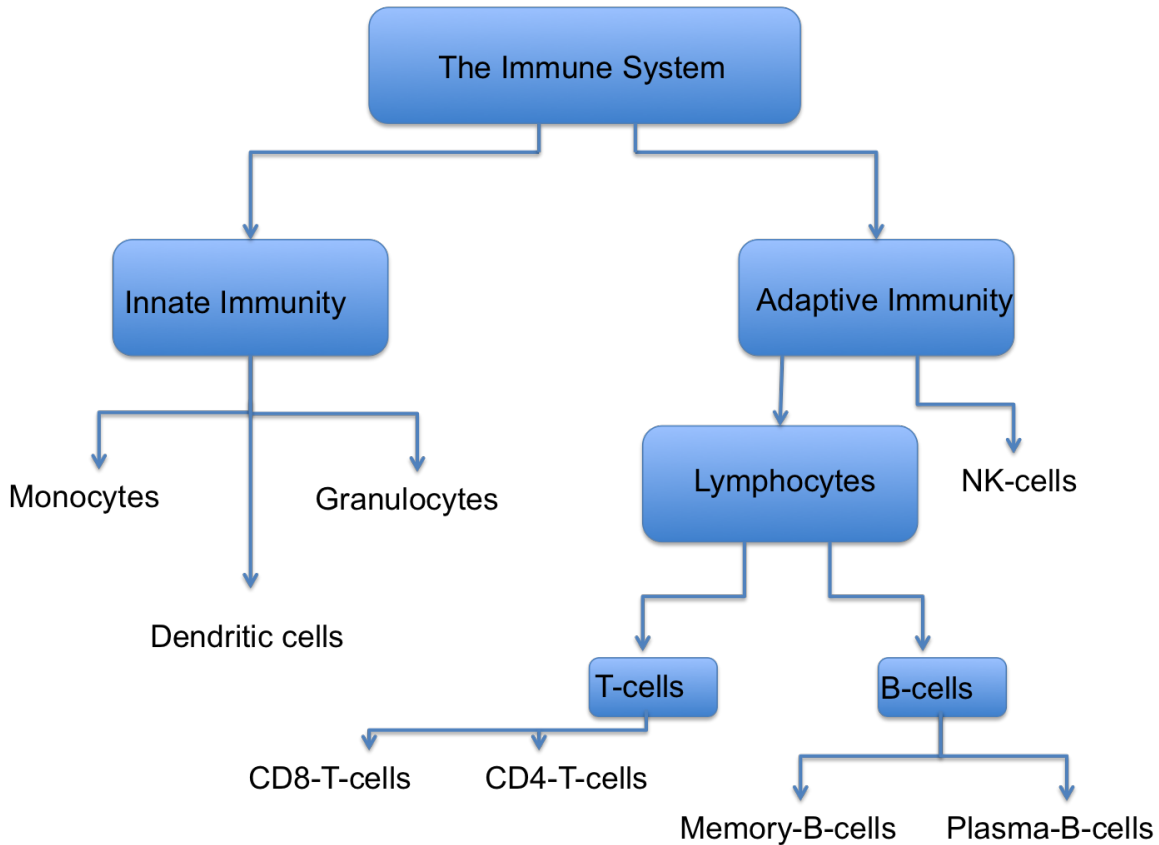 The Immune System
Innate Immunity
Adaptive Immunity
Lymphocytes
NK-cells
Monocytes
Granulocytes
Dendritic cells
T-cells
B-cells
CD8-T-cells
CD4-T-cells
Memory-B-cells
Plasma-B-cells